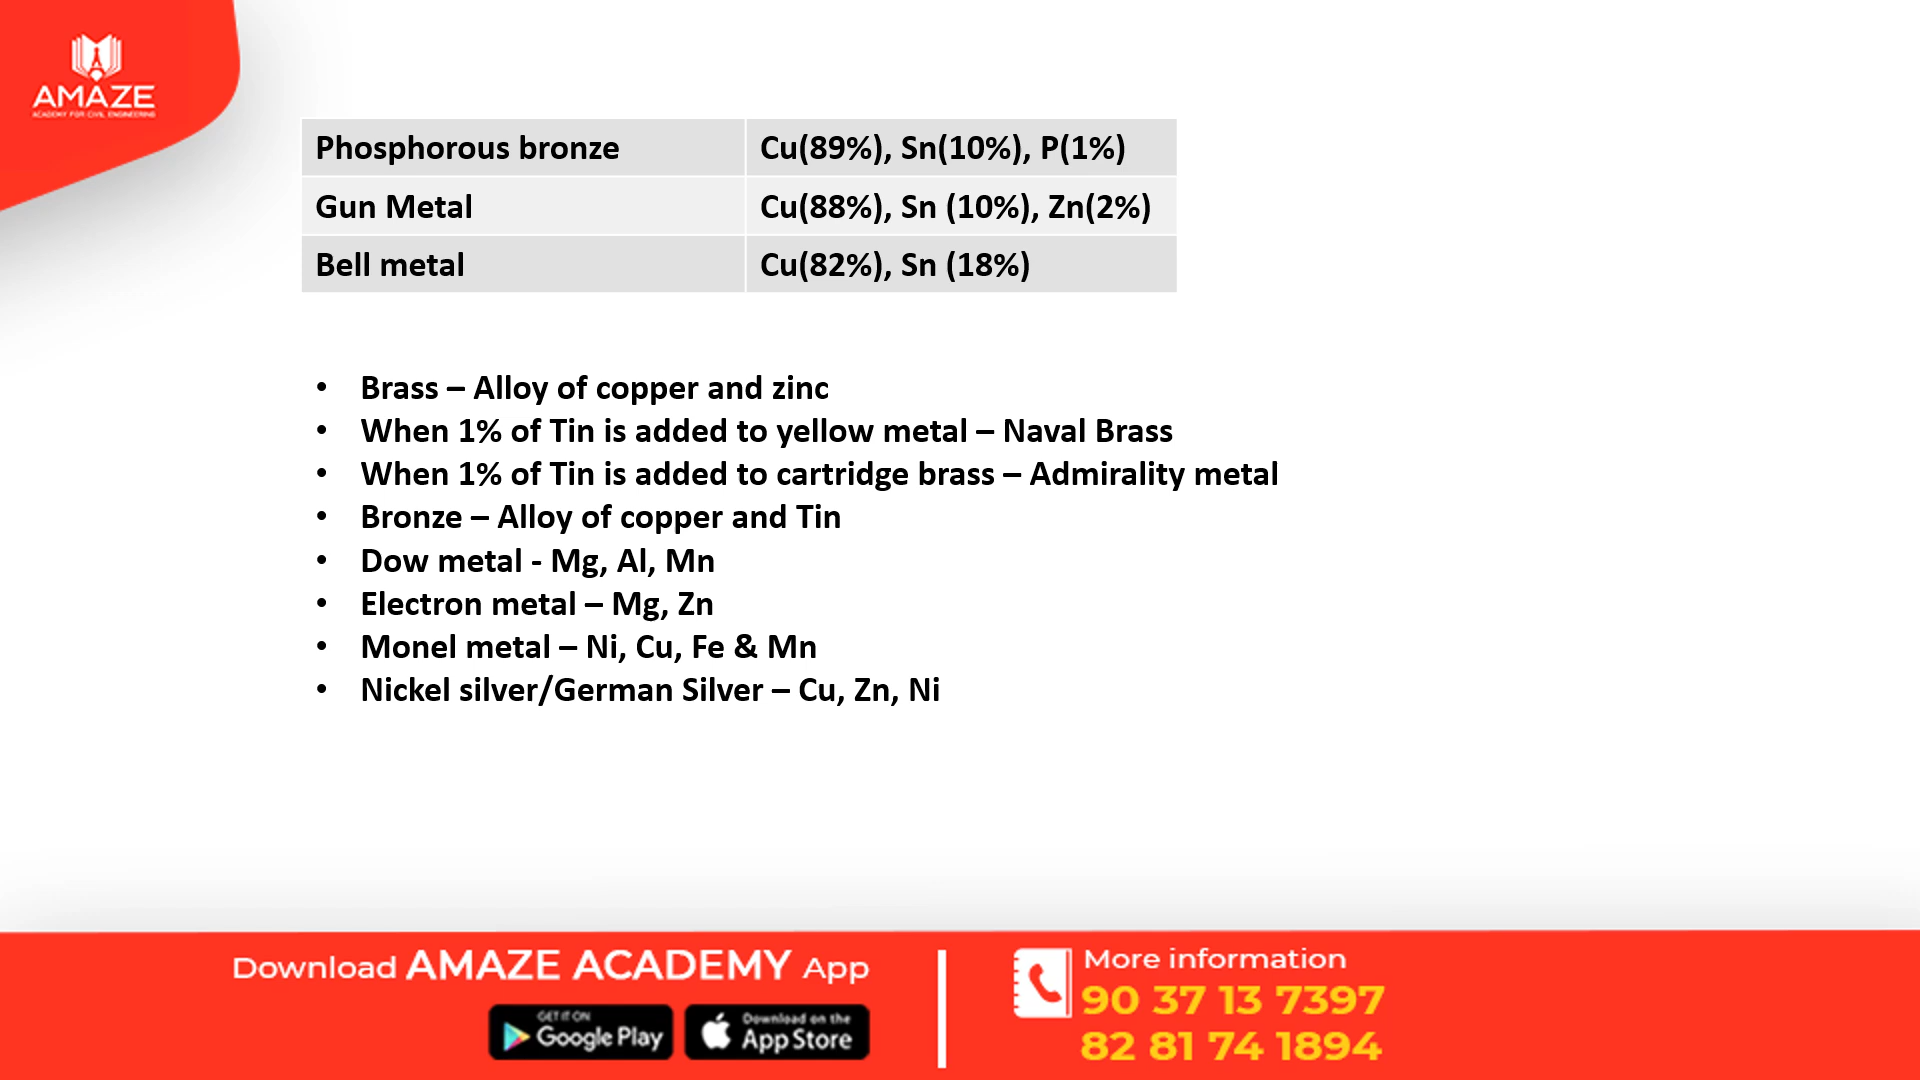 AMAZE
ACADEMY FOR CIVIL ENGINEERING
Phosphorous bronze Cu(89%), Sn(10%), P(1%)
Gun Metal Cu(88%), Sn (10%), Zn(2%)
Bell metal Cu(82%), Sn (18%)
• Brass – Alloy of copper and zinc
• When 1% of Tin is added to yellow metal – Naval Brass
• When 1% of Tin is added to cartridge brass – Admirality metal
• Bronze – Alloy of copper and Tin
• Dow metal - Mg, Al, Mn
• Electron metal – Mg, Zn
• Monel metal – Ni, Cu, Fe & Mn
• Nickel silver/German Silver – Cu, Zn, Ni
Download AMAZE ACADEMY App
GET IT ON
Google Play
Download on the
App Store
More information
90 37 13 7397
82 81 74 1894